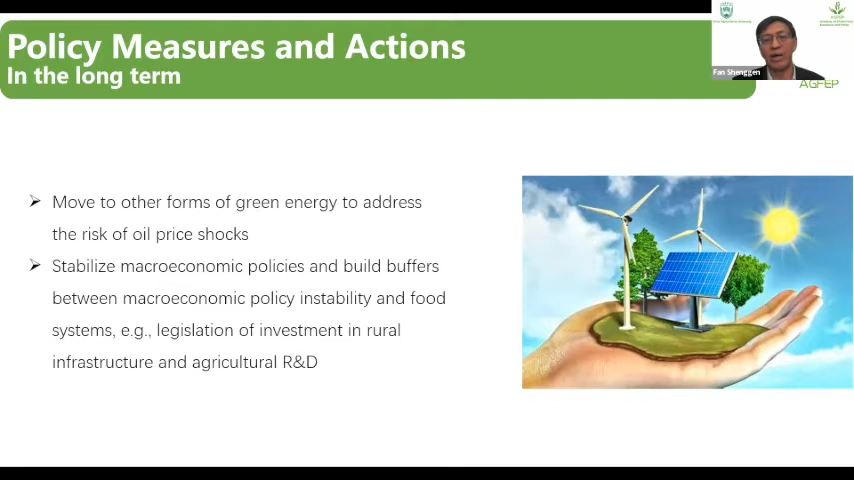 Policy Measures and Actions
In the long term
Fan Shenggen
AGFEP
➢ Move to other forms of green energy to address
the risk of oil price shocks
➢ Stabilize macroeconomic policies and build buffers
between macroeconomic policy instability and food
systems, e.g., legislation of investment in rural
infrastructure and agricultural R&D